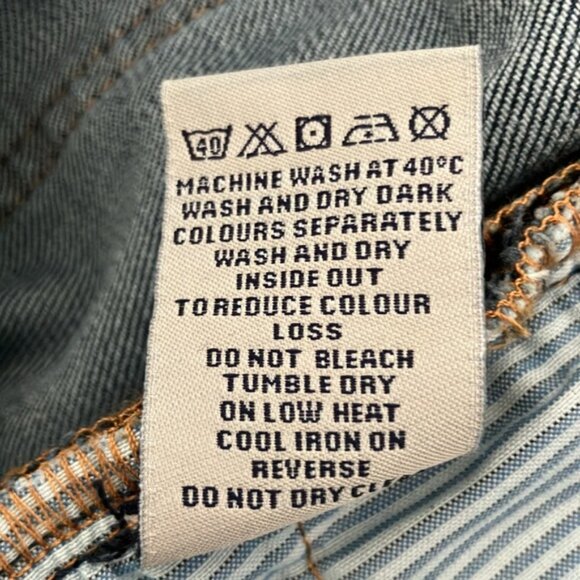 40
MACHINE WASH AT 40°C
WASH AND DRY DARK
COLOURS SEPARATELY
WASH AND DRY
INSIDE OUT
TO REDUCE COLOUR
LOSS
DO NOT BLEACH
TUMBLE DRY
ON LOW HEAT
COOL IRON ON
REVERSE
DO NOT DRY CLE